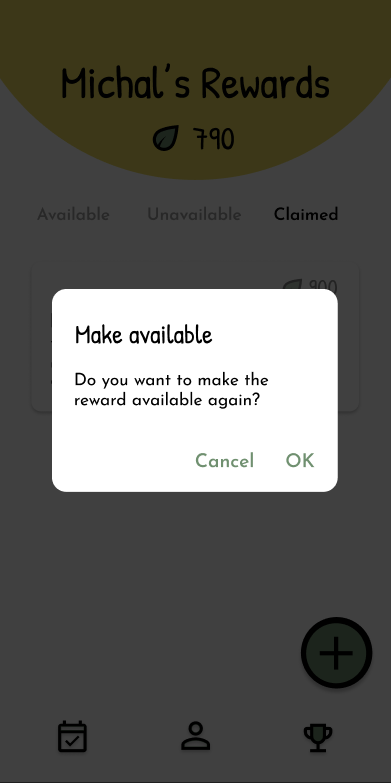 Michal's Rewards
790
Available Unavailable Claimed
900
Make available
Do you want to make the
reward available again?
Cancel OK